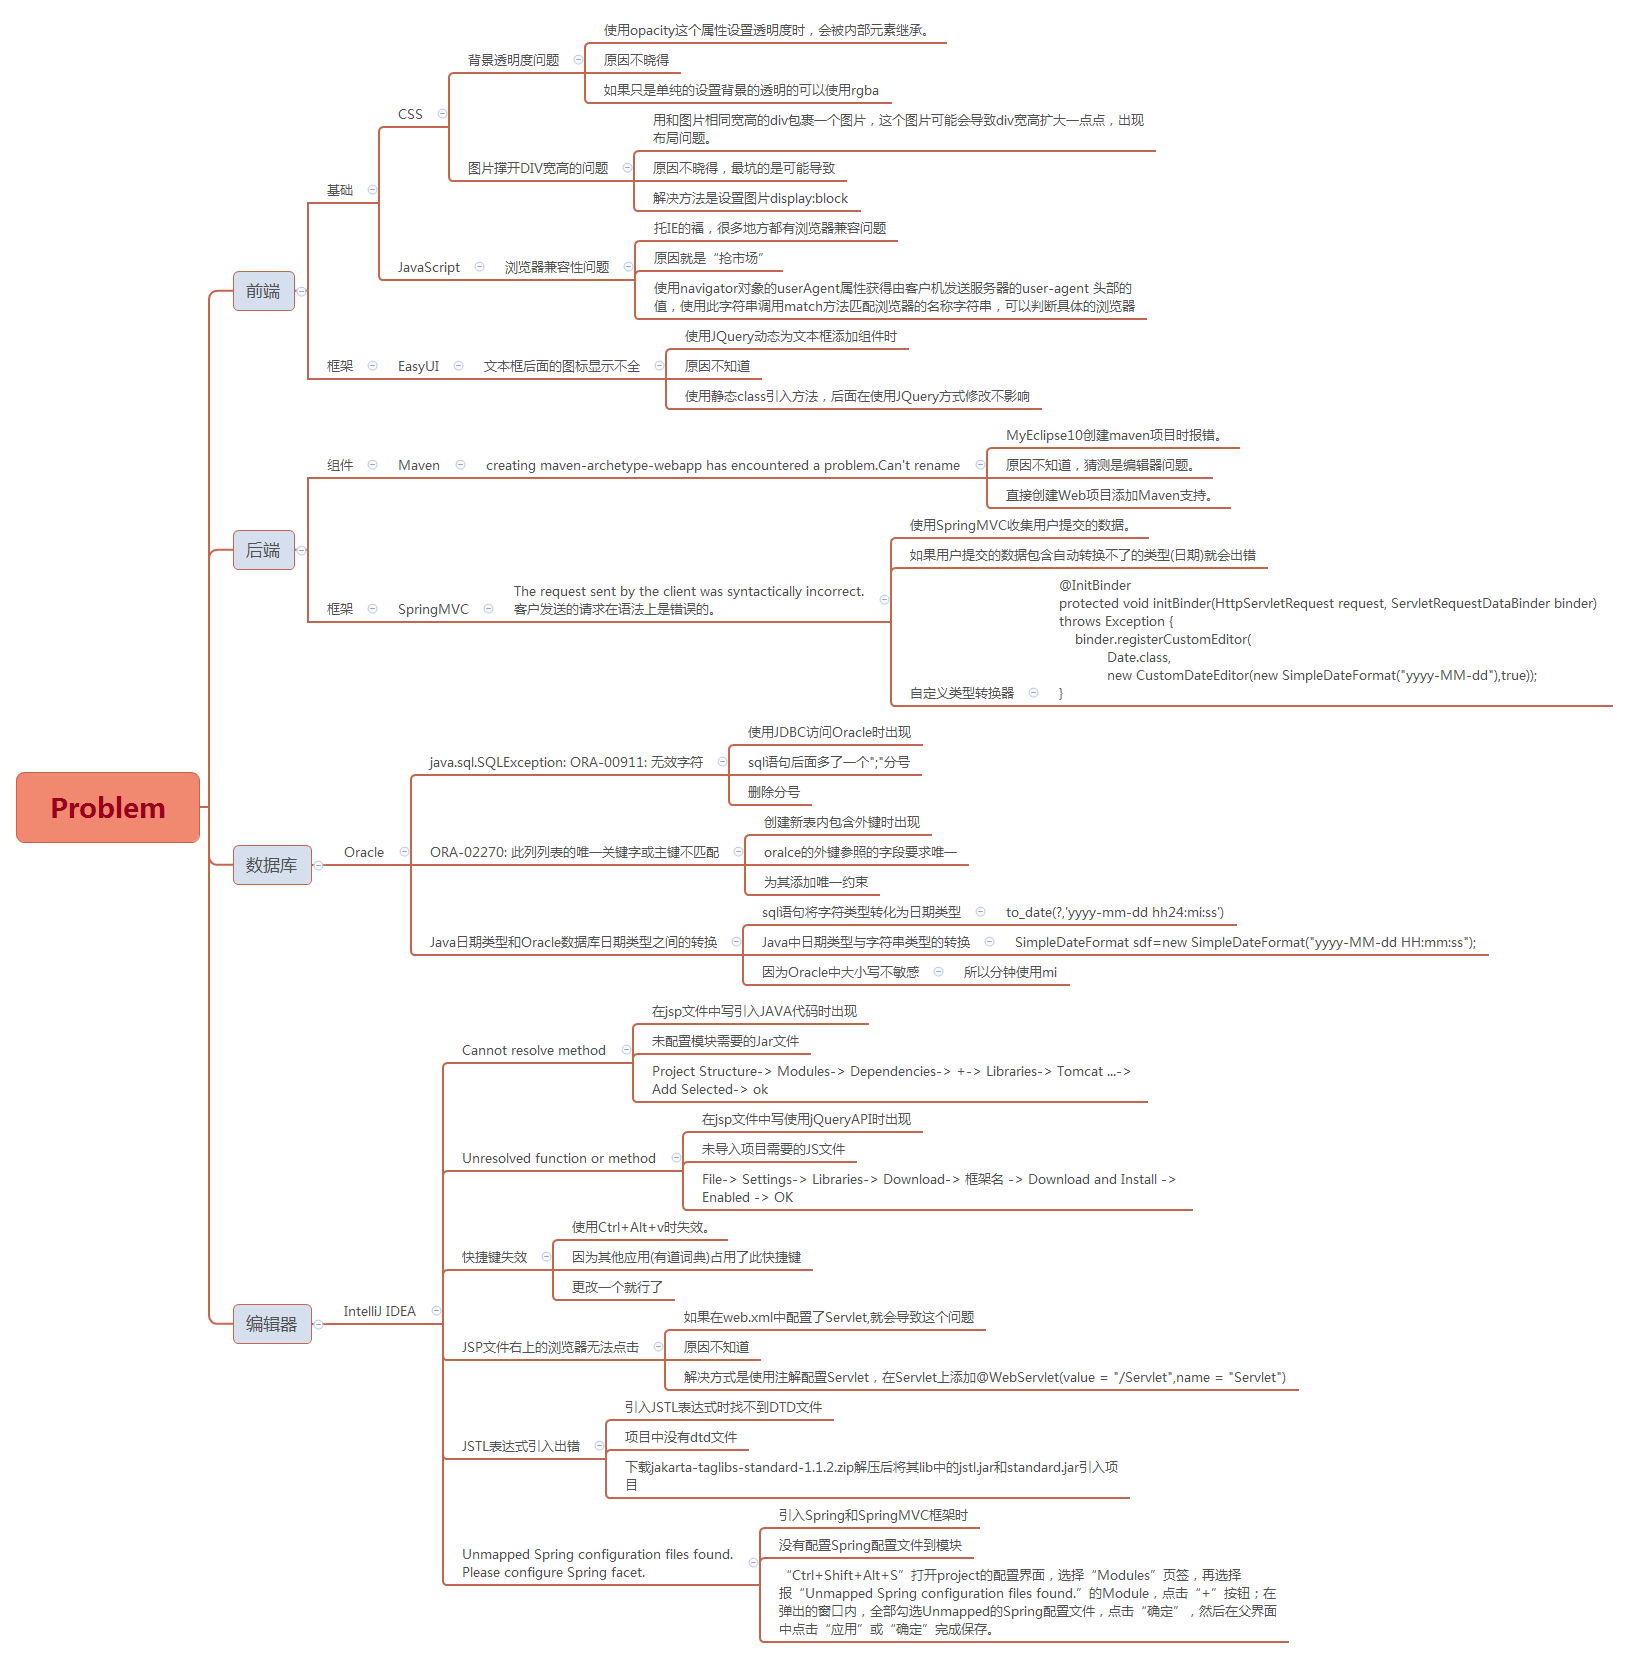 Problem
前端
基础
CSS
背景透明度问题
使用opacity这个属性设置透明度时，会被内部元素继承。
原因不晓得
如果只是单纯的设置背景的透明的可以使用rgba
图片撑开DIV宽高的问题
用和图片相同宽高的div包裹一个图片，这个图片可能会导致div宽高扩大一点点，出现
布局问题。
原因不晓得，最坑的是可能导致
解决方法是设置图片display:block
JavaScript
浏览器兼容性问题
托IE的福，很多地方都有浏览器兼容问题
原因就是“抢市场”
使用navigator对象的userAgent属性获得由客户机发送服务器的user-agent 头部的
值，使用此字符串调用match方法匹配浏览器的名称字符串，可以判断具体的浏览器
框架
EasyUI
文本框后面的图标显示不全
使用JQuery动态为文本框添加组件时
原因不知道
使用静态class引入方法，后面在使用JQuery方式修改不影响
后端
组件
Maven
creating maven-archetype-webapp has encountered a problem.Can't rename
MyEclipse10创建maven项目时报错。
原因不知道，猜测是编辑器问题。
直接创建Web项目添加Maven支持。
框架
SpringMVC
The request sent by the client was syntactically incorrect.
客户发送的请求在语法上是错误的。
使用SpringMVC收集用户提交的数据。
如果用户提交的数据包含自动转换不了的类型(日期)就会出错
自定义类型转换器
@InitBinder
protected void initBinder(HttpServletRequest request, ServletRequestDataBinder binder)
throws Exception {
binder.registerCustomEditor(
Date.class,
new CustomDateEditor(new SimpleDateFormat("yyyy-MM-dd"),true));
}
数据库
Oracle
java.sql.SQLException: ORA-00911: 无效字符
使用JDBC访问Oracle时出现
sql语句后面多了一个";"分号
删除分号
ORA-02270: 此列列表的唯一关键字或主键不匹配
创建新表内包含外键时出现
oralce的外键参照的字段要求唯一
为其添加唯一约束
Java日期类型和Oracle数据库日期类型之间的转换
sql语句将字符类型转化为日期类型
to_date(?,'yyyy-mm-dd hh24:mi:ss')
Java中日期类型与字符串类型的转换
SimpleDateFormat sdf=new SimpleDateFormat("yyyy-MM-dd HH:mm:ss");
因为Oracle中大小写不敏感
所以分钟使用mi
编辑器
IntelliJ IDEA
Cannot resolve method
在jsp文件中写引入JAVA代码时出现
未配置模块需要的Jar文件
Project Structure-> Modules-> Dependencies-> +-> Libraries-> Tomcat ...->
Add Selected-> ok
Unresolved function or method
在jsp文件中写使用jQueryAPI时出现
未导入项目需要的JS文件
File-> Settings-> Libraries-> Download-> 框架名 -> Download and Install ->
Enabled -> OK
快捷键失效
使用Ctrl+Alt+v时失效。
因为其他应用(有道词典)占用了此快捷键
更改一个就行了
JSP文件右上的浏览器无法点击
如果在web.xml中配置了Servlet,就会导致这个问题
原因不知道
解决方式是使用注解配置Servlet，在Servlet上添加@WebServlet(value = "/Servlet",name = "Servlet")
JSTL表达式引入出错
引入JSTL表达式时找不到DTD文件
项目中没有dtd文件
下载jakarta-taglibs-standard-1.1.2.zip解压后将其lib中的jstl.jar和standard.jar引入项
目
Unmapped Spring configuration files found.
Please configure Spring facet.
引入Spring和SpringMVC框架时
没有配置Spring配置文件到模块
“Ctrl+Shift+Alt+S”打开project的配置界面，选择“Modules”页签，再选择
报“Unmapped Spring configuration files found.”的Module，点击“+”按钮；在
弹出的窗口内，全部勾选Unmapped的Spring配置文件，点击“确定”，然后在父界面
中点击“应用”或“确定”完成保存。